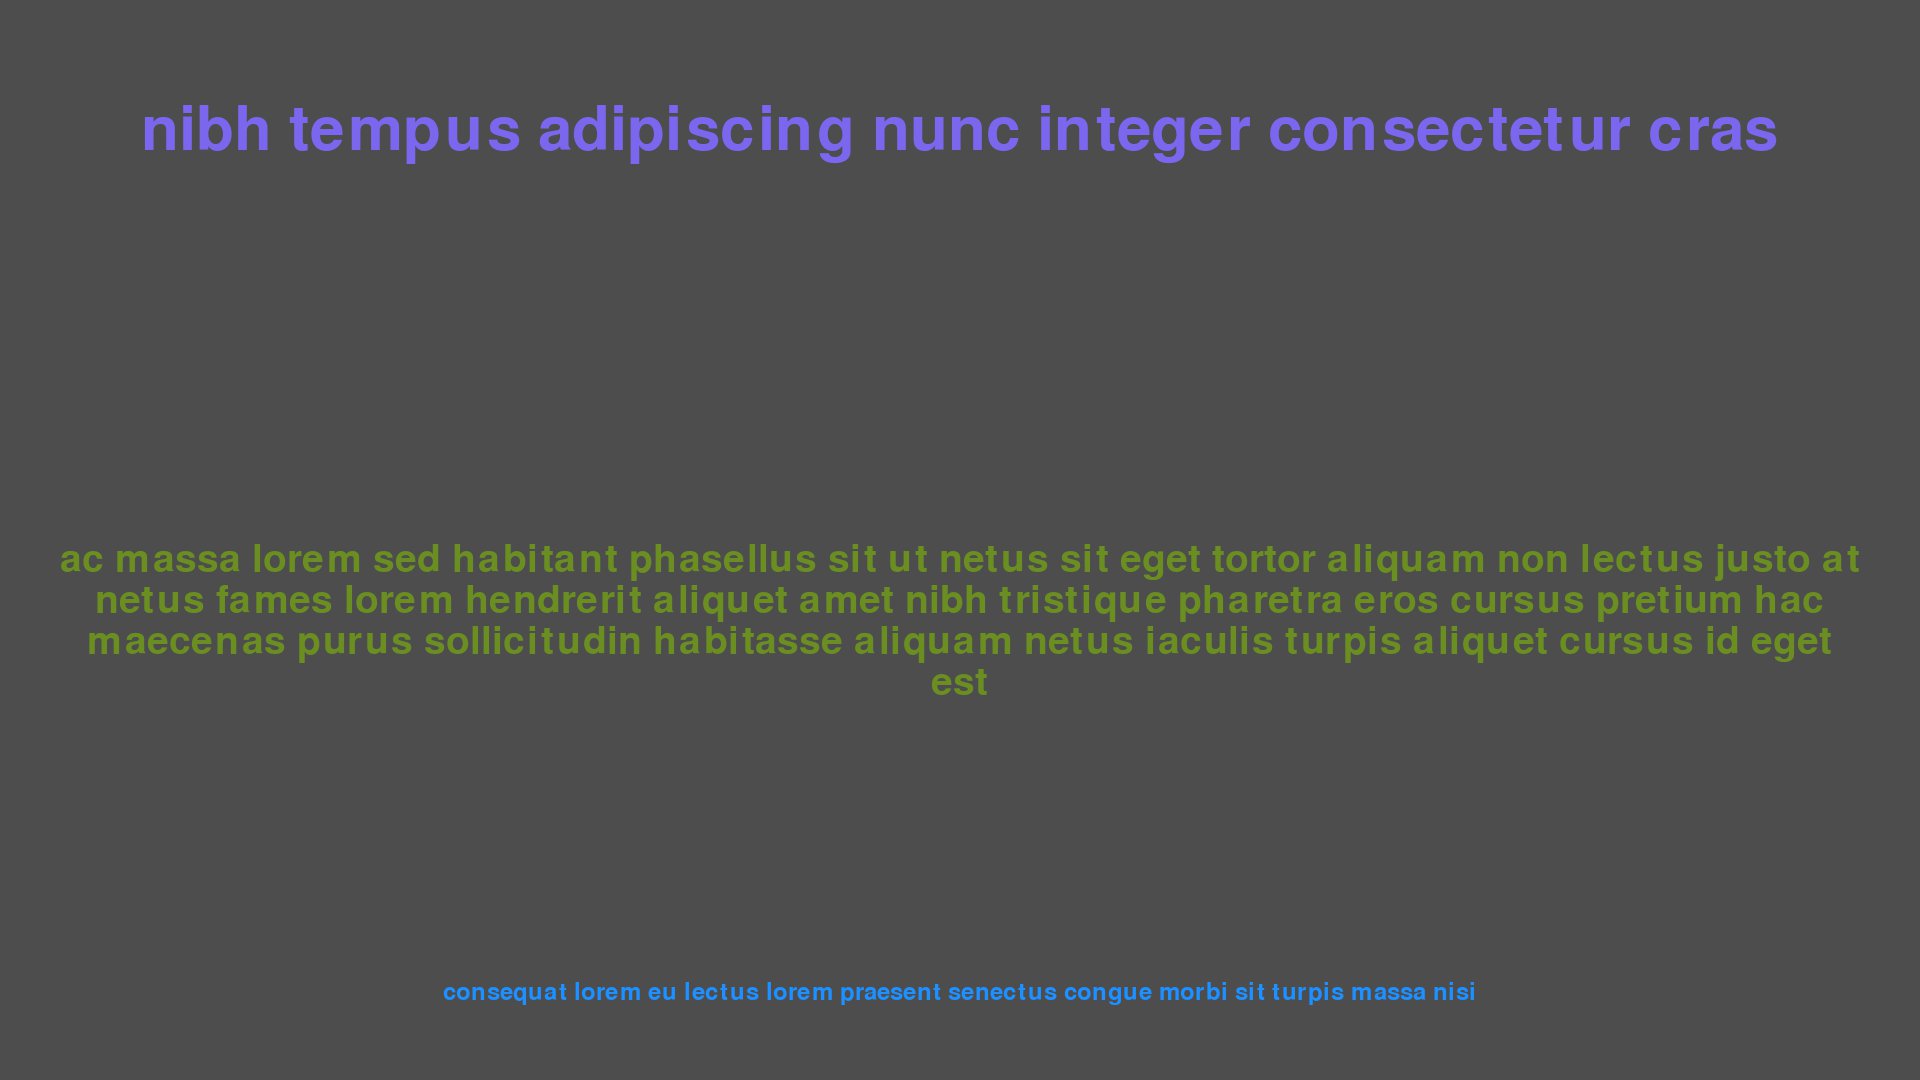 nibh tempus adipiscing nunc integer consectetur cras
ac massa lorem sed habitant phasellus sit ut netus sit eget tortor aliquam non lectus justo at
netus fames lorem hendrerit aliquet amet nibh tristique pharetra eros cursus pretium hac
maecenas purus sollicitudin habitasse aliquam netus iaculis turpis aliquet cursus id eget
est
consequat lorem eu lectus lorem praesent senectus congue morbi sit turpis massa nisi